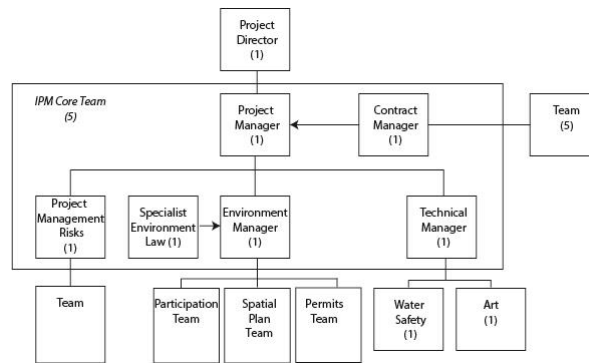 Project
Director
(1)
IPM Core Team
(5)
Project
Manager
(1)
Contract
Manager
(1)
Team
(5)
Project
Management
Risks
(1)
Specialist
Environment
Law (1)
Environment
Manager
(1)
Technical
Manager
(1)
Team
Participation
Team
Spatial
Plan
Team
Permits
Team
Water
Safety
(1)
Art
(1)